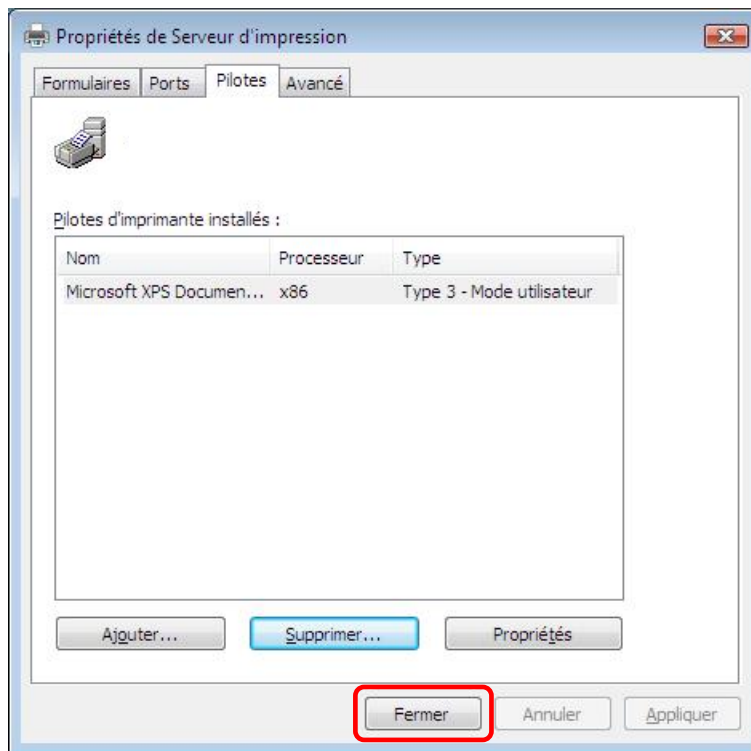 Propriétés de Serveur d'impression
Formulaires Ports Pilotes Avancé
Pilotes d'imprimante installés :
Nom Processeur Type
Microsoft XPS Documen... x86 Type 3 - Mode utilisateur
Ajouter... Supprimer... Propriétés
Fermer Annuler Appliquer